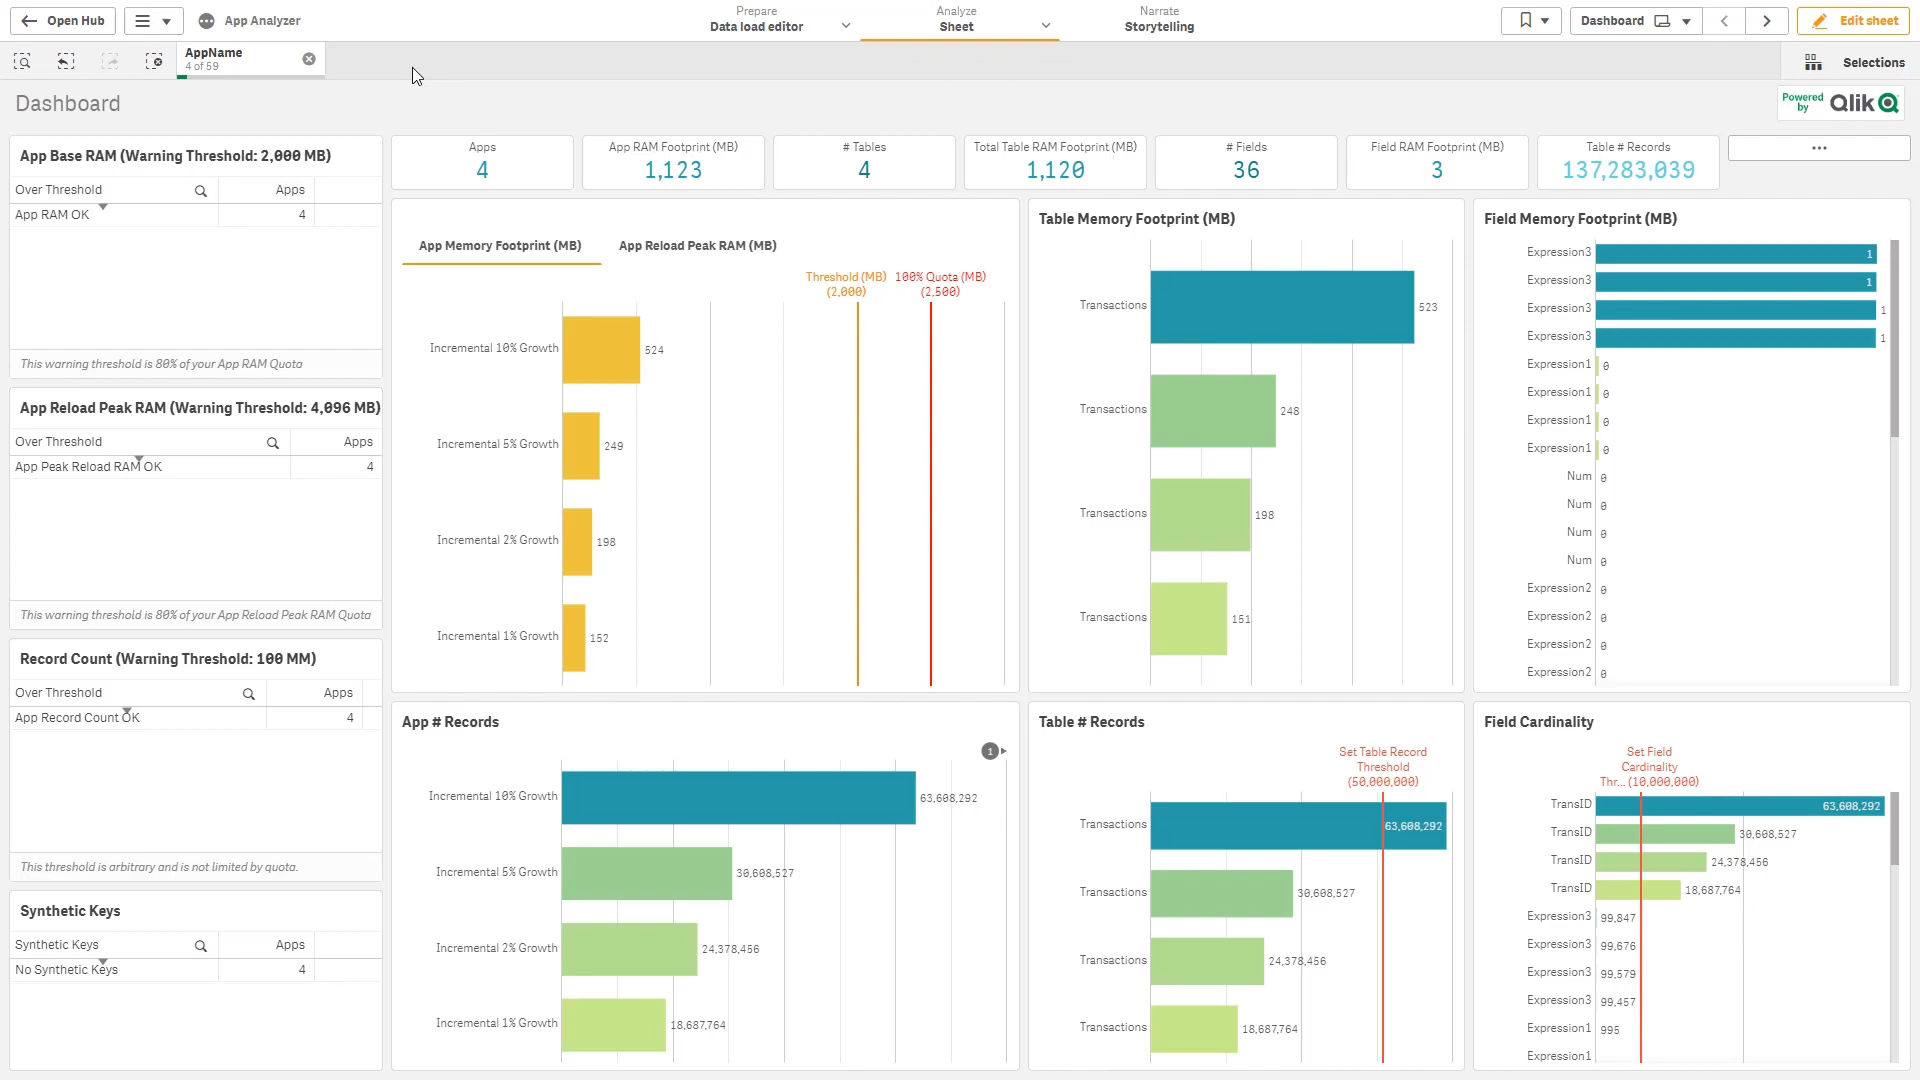 Open Hub
App Analyzer
Prepare
Data load editor
Analyze
Sheet
Narrate
Storytelling
Dashboard
Edit sheet
AppName
4 of 59
Selections
Dashboard
Powered by Qlik
App Base RAM (Warning Threshold: 2,000 MB)
Over Threshold Apps
App RAM OK 4
This warning threshold is 80% of your App RAM Quota
App Reload Peak RAM (Warning Threshold: 4,096 MB)
Over Threshold Apps
App Peak Reload RAM OK 4
This warning threshold is 80% of your App Reload Peak RAM Quota
Record Count (Warning Threshold: 100 MM)
Over Threshold Apps
App Record Count OK 4
This threshold is arbitrary and is not limited by quota.
Synthetic Keys
Synthetic Keys Apps
No Synthetic Keys 4
Apps
4
App RAM Footprint (MB)
1,123
# Tables
4
Total Table RAM Footprint (MB)
1,120
# Fields
36
Field RAM Footprint (MB)
3
Table # Records
137,283,039
...
App Memory Footprint (MB)
App Reload Peak RAM (MB)
Threshold (MB)
(2,000)
100% Quota (MB)
(2,500)
Incremental 10% Growth 524
Incremental 5% Growth 249
Incremental 2% Growth 198
Incremental 1% Growth 152
Table Memory Footprint (MB)
Transactions 523
Transactions 248
Transactions 198
Transactions 151
Field Memory Footprint (MB)
Expression3 1
Expression3 1
Expression3 1
Expression3 1
Expression1 0
Expression1 0
Expression1 0
Expression1 0
Num 0
Num 0
Num 0
Num 0
Expression2 0
Expression2 0
Expression2 0
Expression2 0
App # Records
1
Incremental 10% Growth 63,608,292
Incremental 5% Growth 30,608,527
Incremental 2% Growth 24,378,456
Incremental 1% Growth 18,687,764
Table # Records
Set Table Record
Threshold
(50,000,000)
Transactions 63,608,292
Transactions 30,608,527
Transactions 24,378,456
Transactions 18,687,764
Field Cardinality
Set Field
Cardinality
Thr... (10,000,000)
TransID 63,608,292
TransID 30,608,527
TransID 24,378,456
TransID 18,687,764
Expression3 99,847
Expression3 99,676
Expression3 99,579
Expression3 99,457
Expression1 995
Expression1